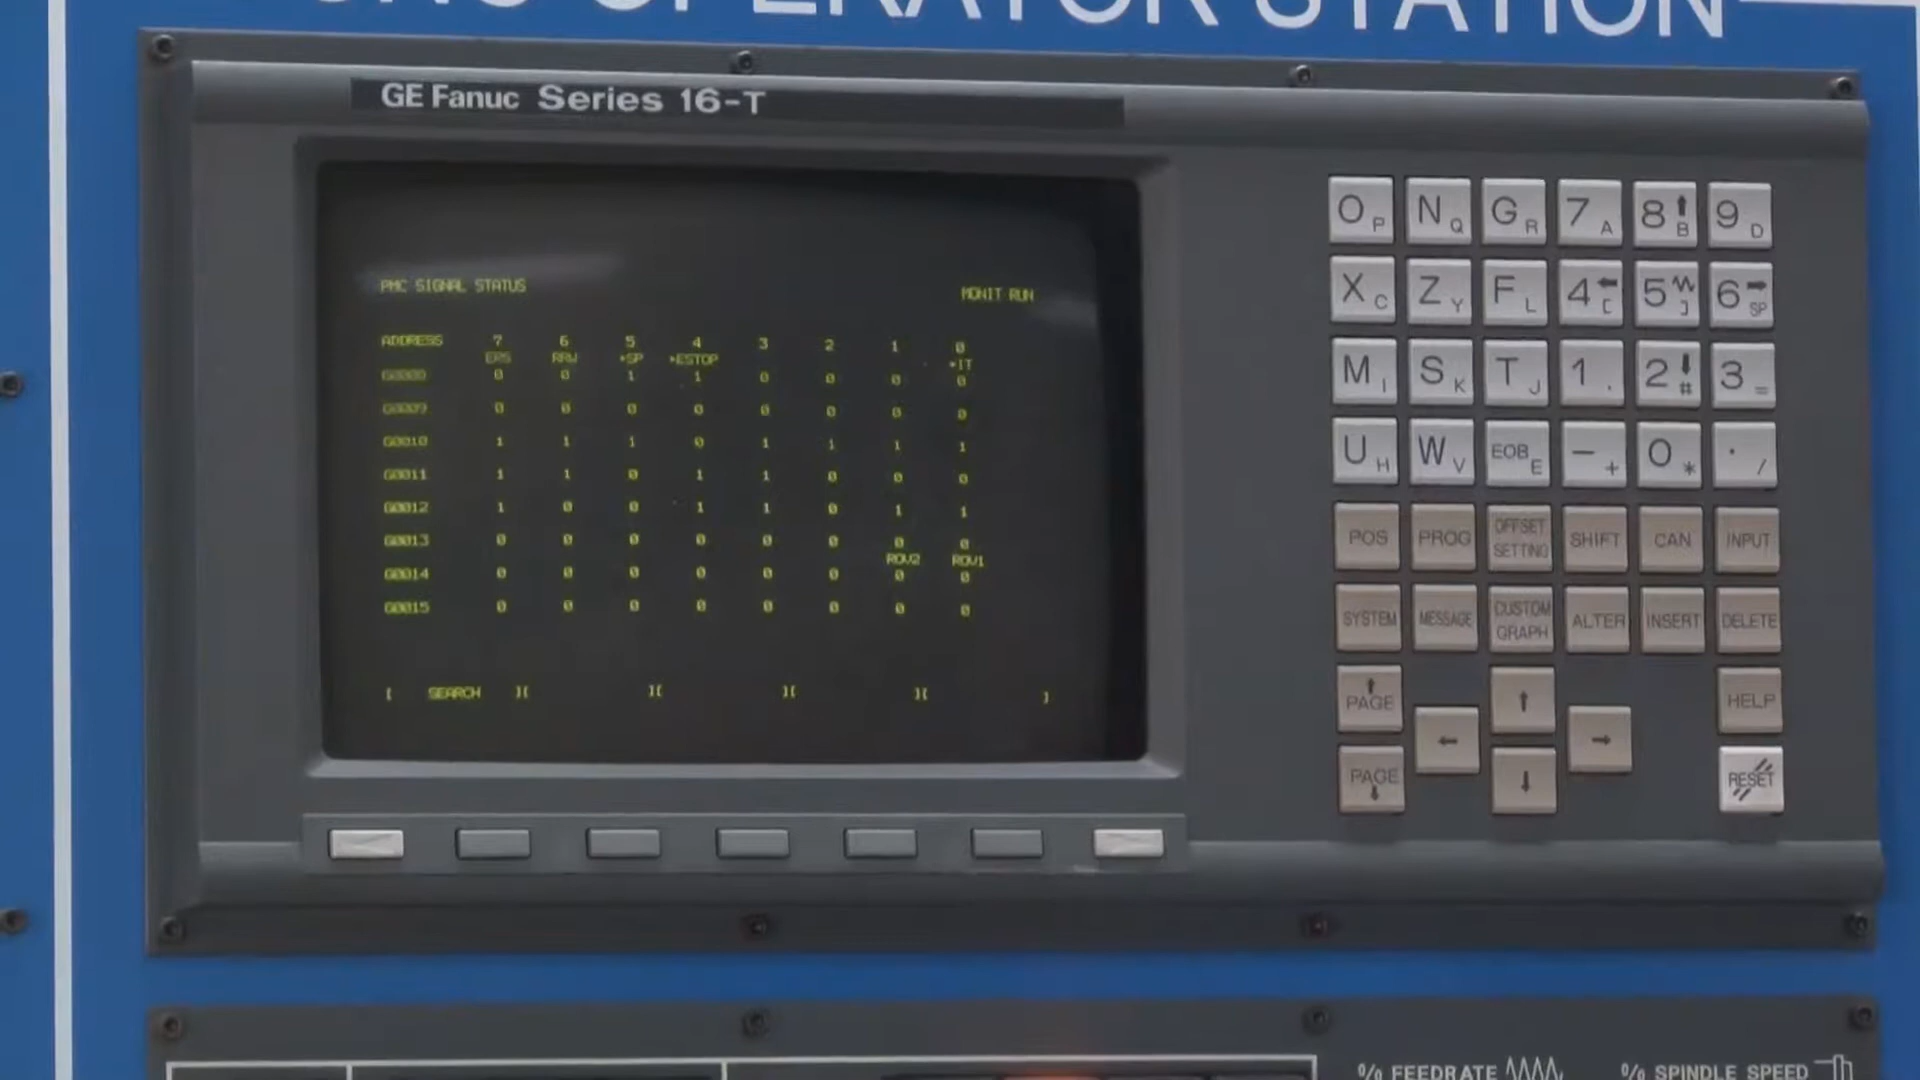 OPERATOR STATION
GE Fanuc Series 16-T
PMC SIGNAL STATUS MONIT RUN
ADDRESS 7 6 5 4 3 2 1 0
ERS RRW *SP *ESTOP *IT
G0008 0 0 1 1 0 0 0 0
G0009 0 0 0 0 0 0 0 0
G0010 1 1 1 0 1 1 1 1
G0011 1 1 0 1 1 0 0 0
G0012 1 0 0 1 1 0 1 1
G0013 0 0 0 0 0 0 0 0
ROV2 ROV1
G0014 0 0 0 0 0 0 0 0
G0015 0 0 0 0 0 0 0 0
[ SEARCH ][ ][ ][ ][ ]
O P N Q G R 7 A 8 B 9 D
X C Z Y F L 4 [ 5 ] 6 SP
M I S K T J 1 , 2 # 3 =
U H W V EOB E - + 0 * . /
POS PROG OFFSET SETTING SHIFT CAN INPUT
SYSTEM MESSAGE CUSTOM GRAPH ALTER INSERT DELETE
↑ PAGE ↑ HELP
← →
PAGE ↓ ↓ RESET
% FEEDRATE % SPINDLE SPEED